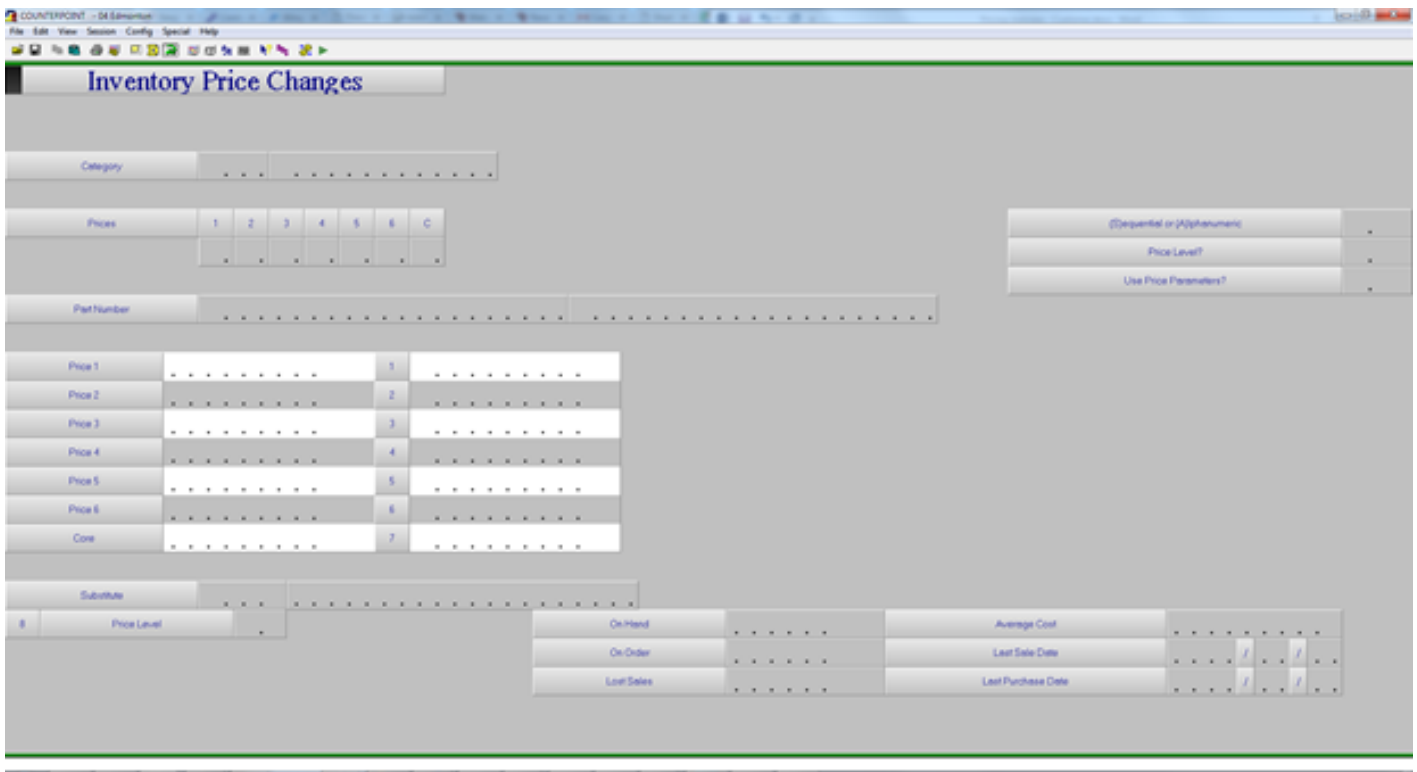 COUNTERPOINT - 04 Edmonton
File Edit View Session Config Special Help
Inventory Price Changes
Category
Prices 1 2 3 4 5 6 C
(S)equential or (A)lphanumeric
Price Level?
Use Price Parameters?
Part Number
Price 1 1
Price 2 2
Price 3 3
Price 4 4
Price 5 5
Price 6 6
Core 7
Substitute
8 Price Level
On Hand Average Cost
On Order Last Sale Date / /
Lost Sales Last Purchase Date / /